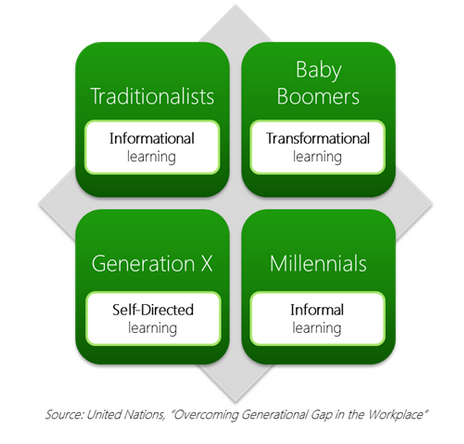 Traditionalists
Informational
learning
Baby
Boomers
Transformational
learning
Generation X
Self-Directed
learning
Millennials
Informal
learning
Source: United Nations, “Overcoming Generational Gap in the Workplace”